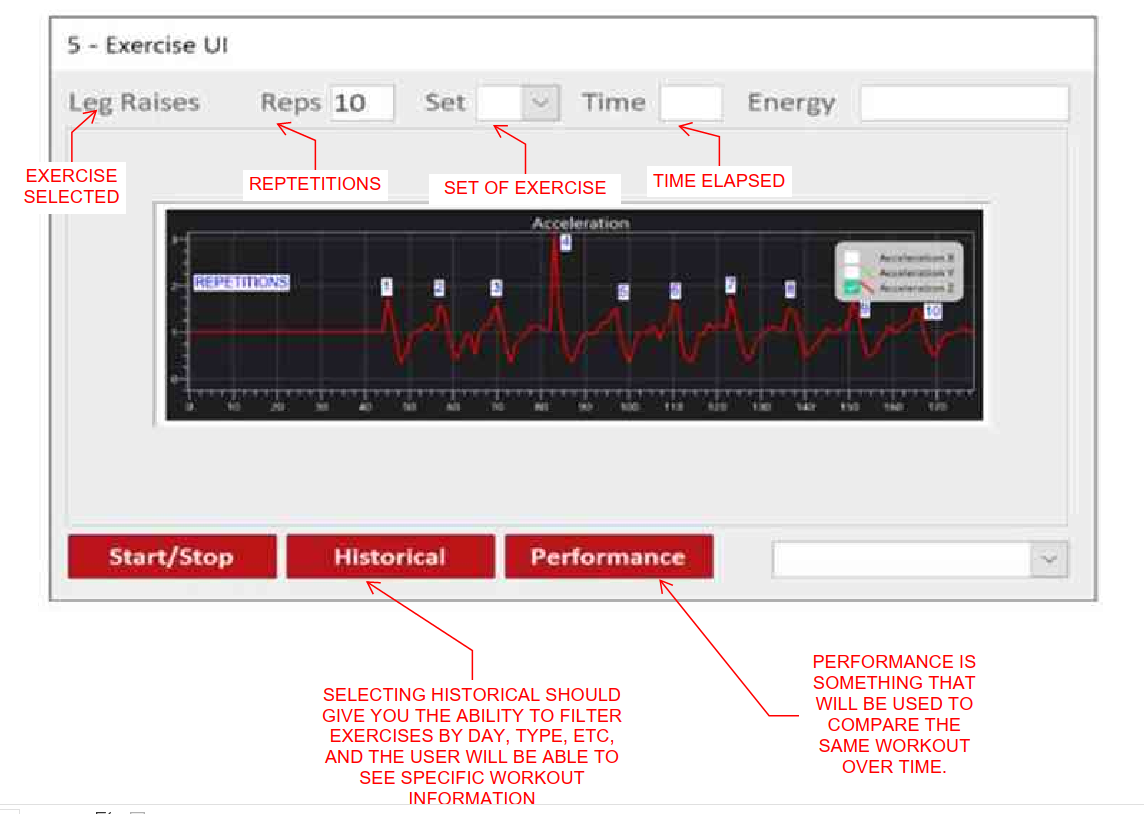 5 - Exercise UI
Leg Raises Reps 10 Set Time Energy
EXERCISE
SELECTED
REPTETITIONS
SET OF EXERCISE
TIME ELAPSED
Acceleration
3
2
1
0
REPETITIONS
1 2 3 4 5 6 7 8 9 10
Acceleration X
Acceleration Y
Acceleration Z
0 10 20 30 40 50 60 70 80 90 100 110 120 130 140 150 160 170
Start/Stop Historical Performance
SELECTING HISTORICAL SHOULD
GIVE YOU THE ABILITY TO FILTER
EXERCISES BY DAY, TYPE, ETC,
AND THE USER WILL BE ABLE TO
SEE SPECIFIC WORKOUT
INFORMATION
PERFORMANCE IS
SOMETHING THAT
WILL BE USED TO
COMPARE THE
SAME WORKOUT
OVER TIME.